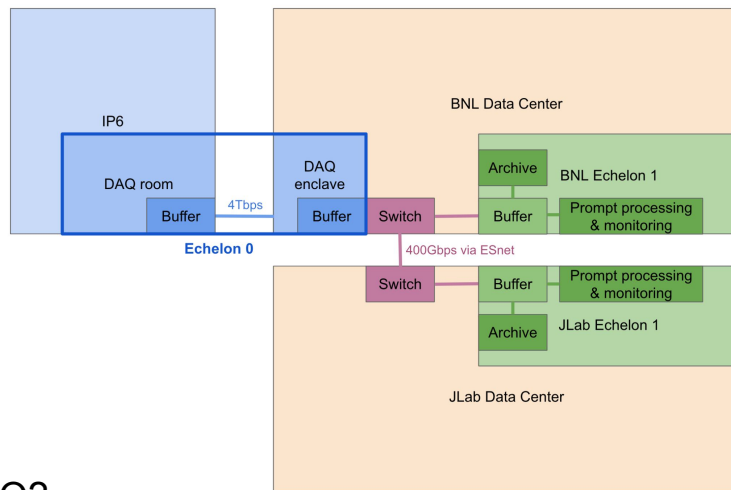 BNL Data Center
IP6
DAQ room
DAQ
enclave
Archive
BNL Echelon 1
Buffer
4Tbps
Buffer
Switch
Buffer
Prompt processing
& monitoring
Echelon 0
400Gbps via ESnet
Switch
Buffer
Prompt processing
& monitoring
Archive
JLab Echelon 1
JLab Data Center